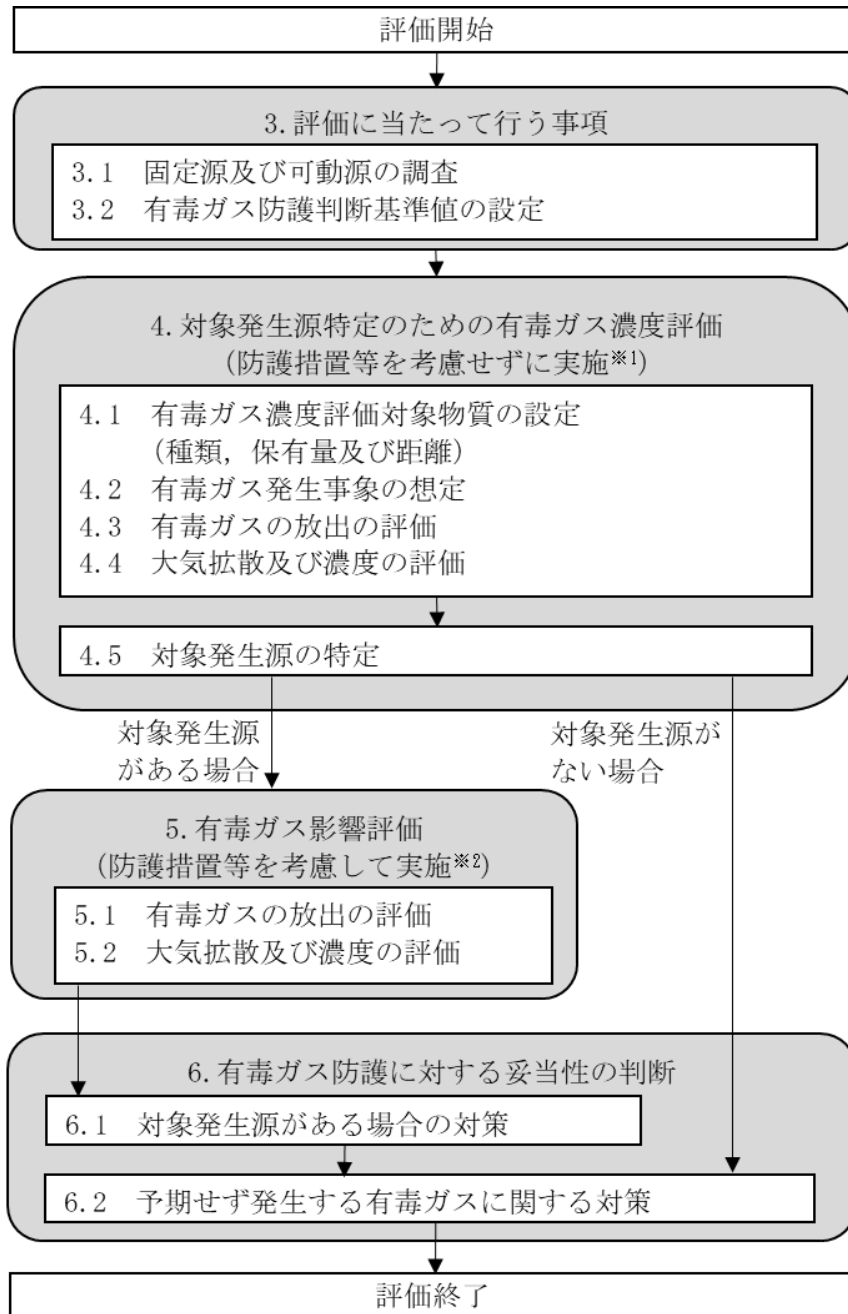 評価開始
3.評価に当たって行う事項
3.1 固定源及び可動源の調査
3.2 有毒ガス防護判断基準値の設定
4.対象発生源特定のための有毒ガス濃度評価
(防護措置等を考慮せずに実施※1)
4.1 有毒ガス濃度評価対象物質の設定
(種類,保有量及び距離)
4.2 有毒ガス発生事象の想定
4.3 有毒ガスの放出の評価
4.4 大気拡散及び濃度の評価
4.5 対象発生源の特定
対象発生源
がある場合
対象発生源が
ない場合
5.有毒ガス影響評価
(防護措置等を考慮して実施※2)
5.1 有毒ガスの放出の評価
5.2 大気拡散及び濃度の評価
6.有毒ガス防護に対する妥当性の判断
6.1 対象発生源がある場合の対策
6.2 予期せず発生する有毒ガスに関する対策
評価終了